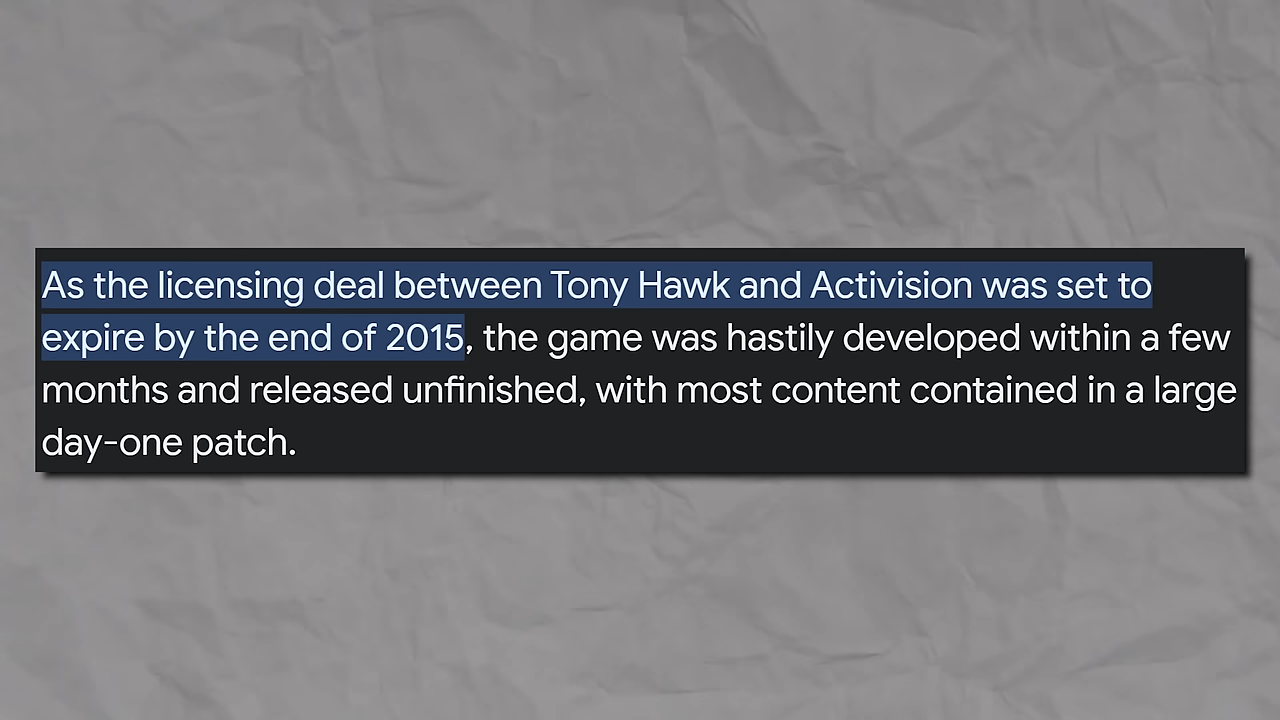 As the licensing deal between Tony Hawk and Activision was set to
expire by the end of 2015, the game was hastily developed within a few
months and released unfinished, with most content contained in a large
day-one patch.